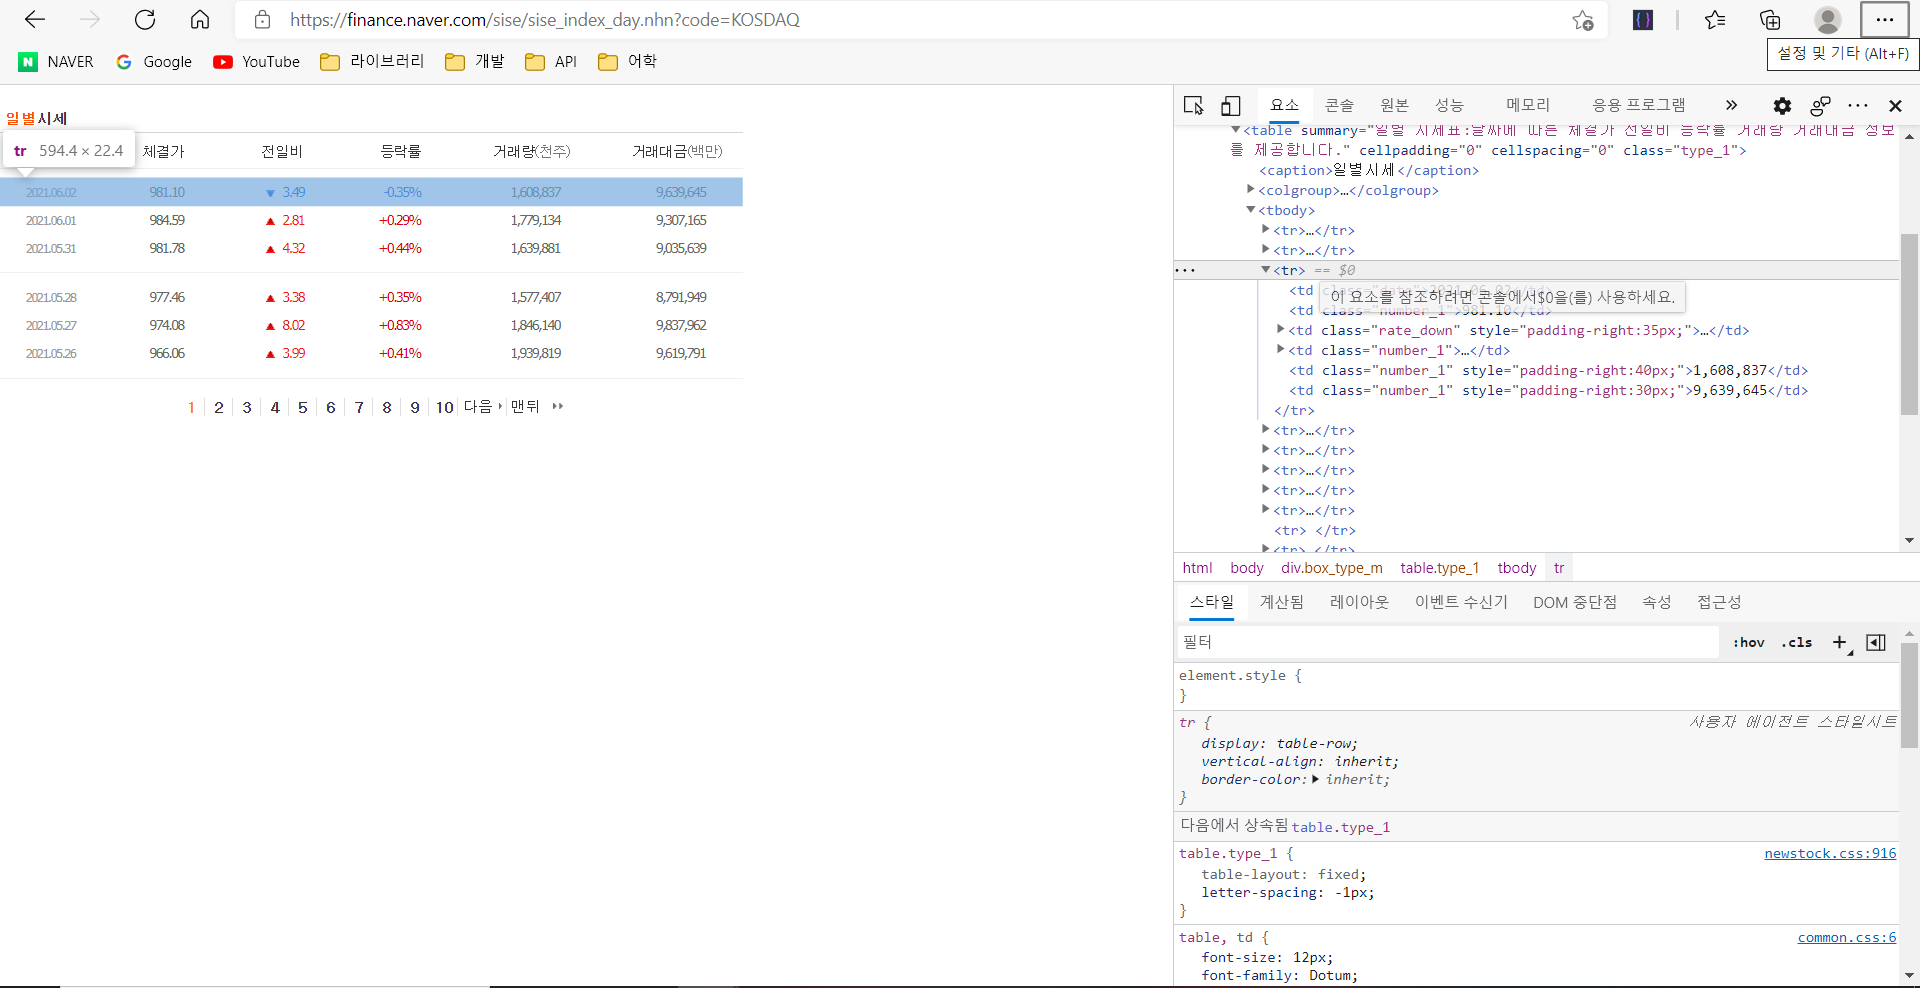 https://finance.naver.com/sise/sise_index_day.nhn?code=KOSDAQ
설정 및 기타 (Alt+F)
N NAVER Google YouTube 라이브러리 개발 API 어학
일별시세
tr 594.4 × 22.4
체결가 전일비 등락률 거래량(천주) 거래대금(백만)
2021.06.02 981.10 ▼ 3.49 -0.35% 1,608,837 9,639,645
2021.06.01 984.59 ▲ 2.81 +0.29% 1,779,134 9,307,165
2021.05.31 981.78 ▲ 4.32 +0.44% 1,639,881 9,035,639
2021.05.28 977.46 ▲ 3.38 +0.35% 1,577,407 8,791,949
2021.05.27 974.08 ▲ 8.02 +0.83% 1,846,140 9,837,962
2021.05.26 966.06 ▲ 3.99 +0.41% 1,939,819 9,619,791
1 2 3 4 5 6 7 8 9 10 다음 맨뒤
요소 콘솔 원본 성능 메모리 응용 프로그램
<table summary="일별 시세표:날짜에 따른 체결가 전일비 등락률 거래량 거래대금 정보
를 제공합니다." cellpadding="0" cellspacing="0" class="type_1">
<caption>일별시세</caption>
<colgroup>…</colgroup>
<tbody>
<tr>…</tr>
<tr>…</tr>
<tr> == $0
<td class="date">2021.06.02</td>
이 요소를 참조하려면 콘솔에서$0을(를) 사용하세요.
<td class="number_1">981.10</td>
<td class="rate_down" style="padding-right:35px;">…</td>
<td class="number_1">…</td>
<td class="number_1" style="padding-right:40px;">1,608,837</td>
<td class="number_1" style="padding-right:30px;">9,639,645</td>
</tr>
<tr>…</tr>
<tr>…</tr>
<tr>…</tr>
<tr>…</tr>
<tr>…</tr>
<tr> </tr>
<tr> </tr>
html body div.box_type_m table.type_1 tbody tr
스타일 계산됨 레이아웃 이벤트 수신기 DOM 중단점 속성 접근성
필터 :hov .cls +
element.style {
}
tr { 사용자 에이전트 스타일시트
display: table-row;
vertical-align: inherit;
border-color: inherit;
}
다음에서 상속됨 table.type_1
table.type_1 { newstock.css:916
table-layout: fixed;
letter-spacing: -1px;
}
table, td { common.css:6
font-size: 12px;
font-family: Dotum;